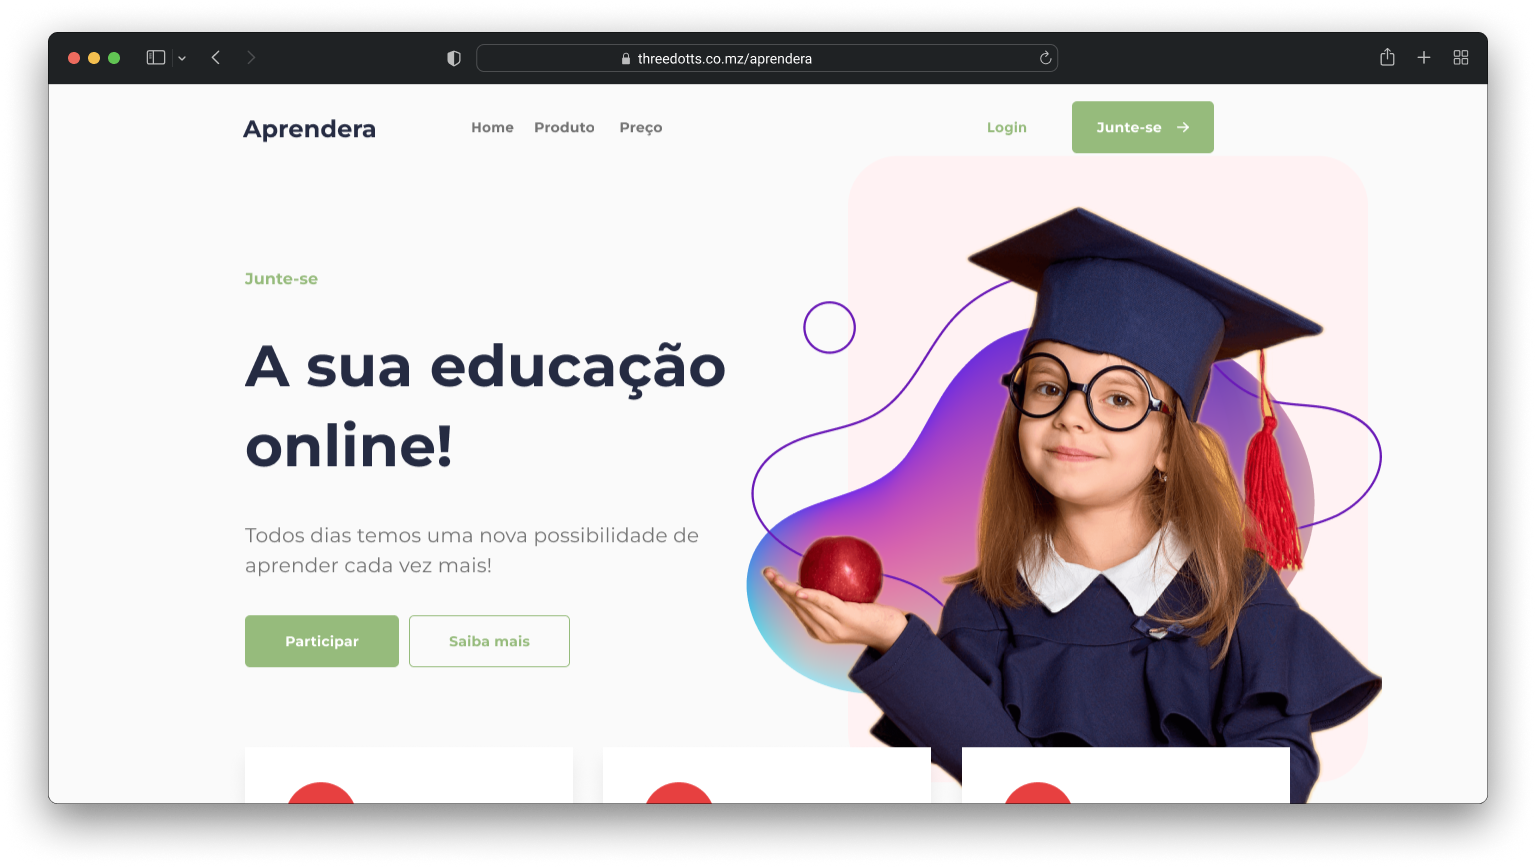 threedotts.co.mz/aprendera
Aprendera
Home
Produto
Preço
Login
Junte-se
Junte-se
A sua educação
online!
Todos dias temos uma nova possibilidade de
aprender cada vez mais!
Participar
Saiba mais